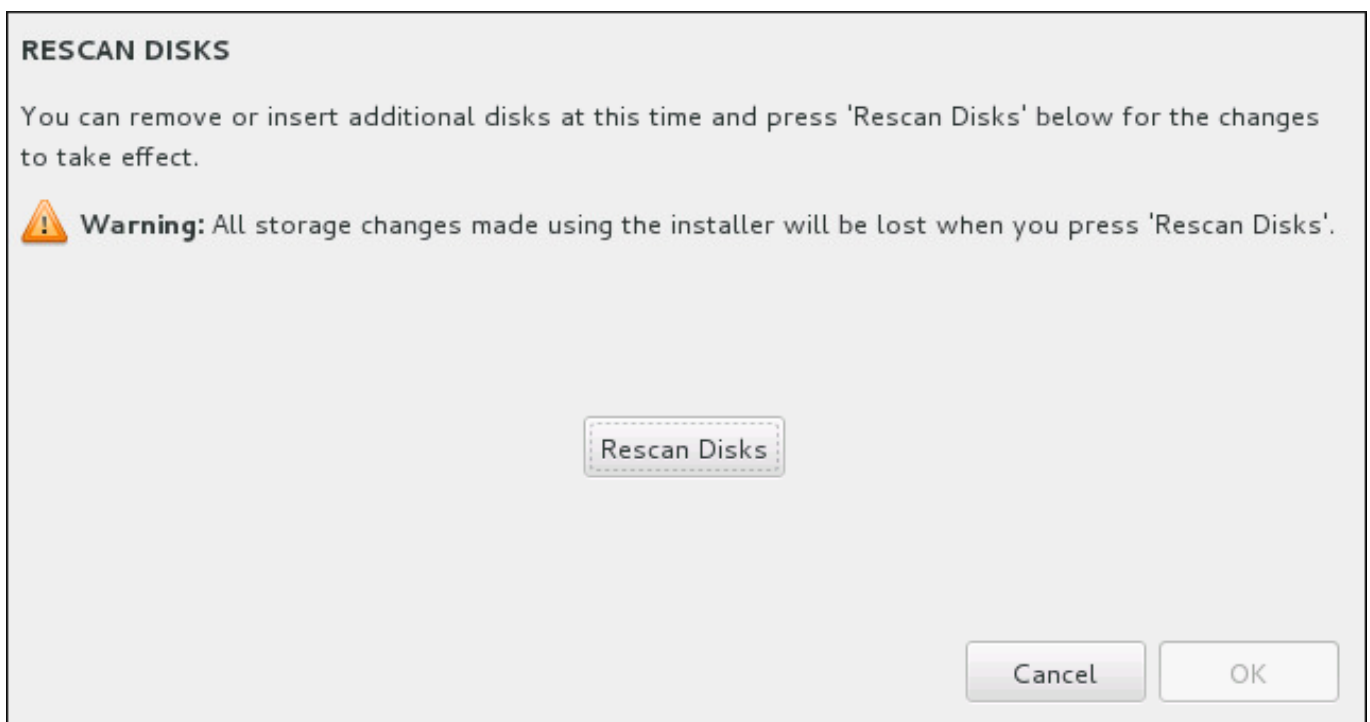 RESCAN DISKS
You can remove or insert additional disks at this time and press 'Rescan Disks' below for the changes
to take effect.
Warning: All storage changes made using the installer will be lost when you press 'Rescan Disks'.
Rescan Disks
Cancel
OK